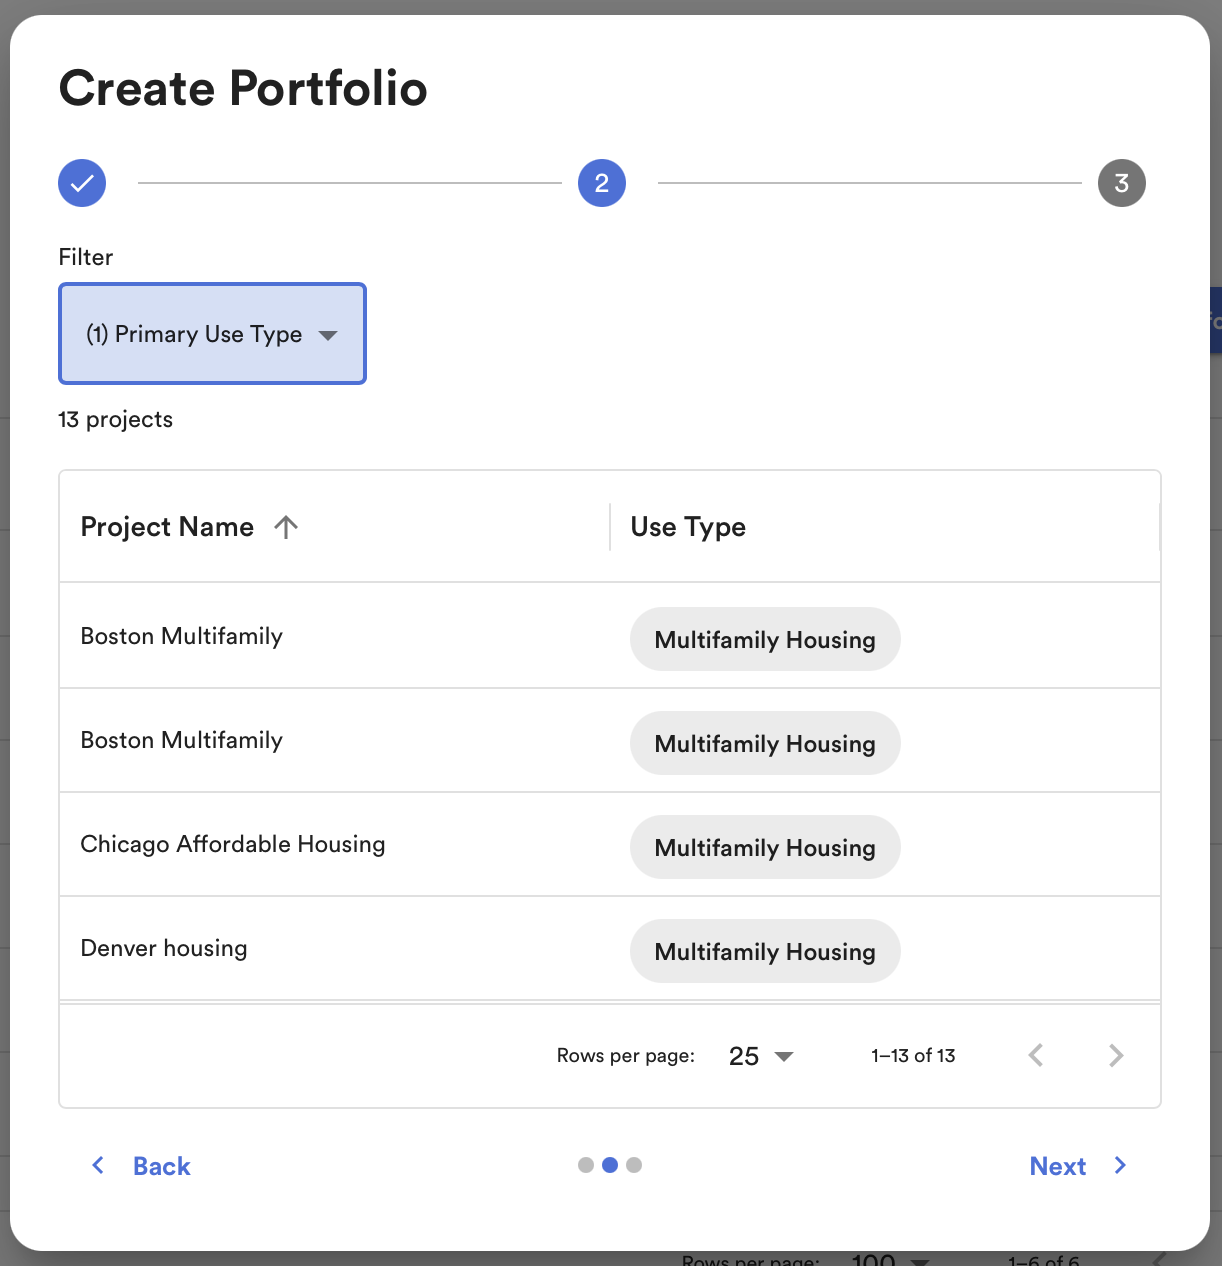 Create Portfolio
2
3
Filter
(1) Primary Use Type
13 projects
Project Name
Use Type
Boston Multifamily
Multifamily Housing
Boston Multifamily
Multifamily Housing
Chicago Affordable Housing
Multifamily Housing
Denver housing
Multifamily Housing
Rows per page:
25
1–13 of 13
Back
Next
Rows per page:
100
1–6 of 6